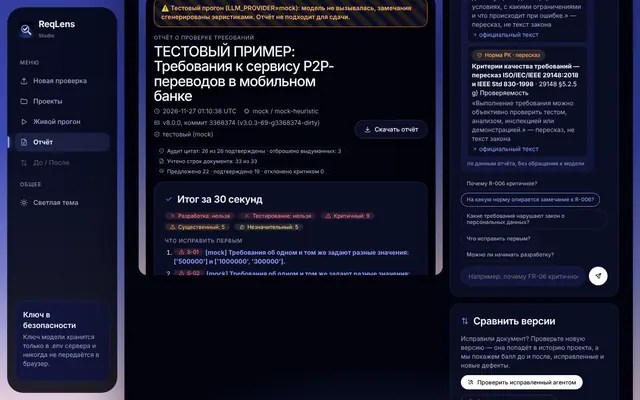 ReqLens
Studio
МЕНЮ
Новая проверка
Проекты
Живой прогон
Отчёт
До / После
ОБЩЕЕ
Светлая тема
Ключ в
безопасности
Ключ модели хранится
только в .env сервера и
никогда не передаётся в
браузер.
Тестовый прогон (LLM_PROVIDER=mock): модель не вызывалась, замечания
сгенерированы эвристиками. Отчёт не подходит для сдачи.
ОТЧЁТ О ПРОВЕРКЕ ТРЕБОВАНИЙ
ТЕСТОВЫЙ ПРИМЕР:
Требования к сервису P2P-
переводов в мобильном
банке
2026-11-27 01:10:36 UTC
mock / mock-heuristic
v8.0.0, коммит 3368374 (v3.0.3-69-g3368374-dirty)
тестовый (mock)
Скачать отчёт
Аудит цитат: 26 из 26 подтверждены · отброшено выдуманных: 3
Учтено строк документа: 33 из 33
Предложено 22 · подтверждено 19 · отклонено критиком 0
Итог за 30 секунд
Разработка: нельзя
Тестирование: нельзя
Критичный: 9
Существенный: 5
Незначительный: 5
ЧТО ИСПРАВИТЬ ПЕРВЫМ
1. S-01 [mock] Требования об одном и том же задают разные значения:
['500000'] и ['1000000', '300000'].
2. S-02 [mock] Требования об одном и том же задают разные значения:
условиях, с какими ограничениями
и что происходит при ошибке.» —
пересказ, не текст закона
официальный текст
Норма РК · пересказ
Критерии качества требований —
пересказ ISO/IEC/IEEE 29148:2018
и IEEE Std 830-1998 · 29148 §5.2.5
g) Проверяемость
«Выполнение требования можно
объективно проверить тестом,
анализом, инспекцией или
демонстрацией.» — пересказ, не
текст закона
официальный текст
по данным отчёта, без обращения к модели
Почему R-006 критичное?
На какую норму опирается замечание к R-006?
Какие требования нарушают закон о
персональных данных?
Что исправить первым?
Можно ли начинать разработку?
Например: почему FR-06 критичное
Сравнить версии
Исправили документ? Проверьте новую
версию — она попадёт в историю проекта, а
мы покажем балл до и после, исправленные и
новые дефекты.
Проверить исправленный агентом